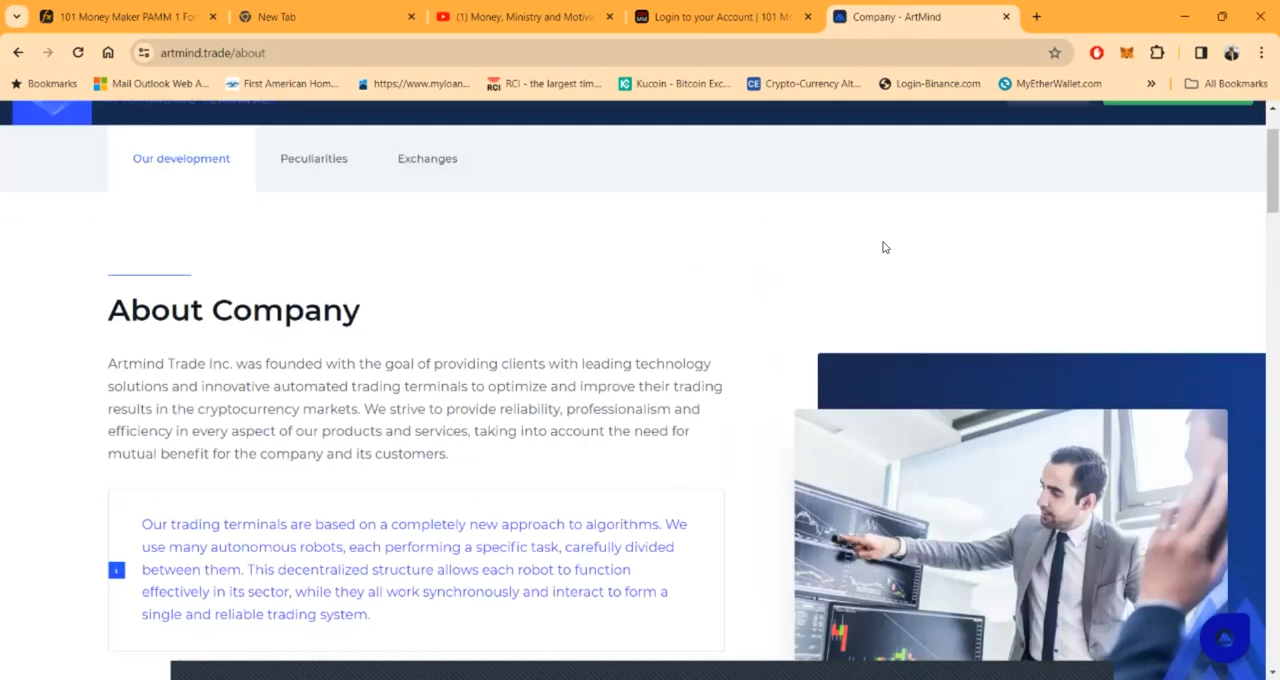 101 Money Maker PAMM 1 Fo
New Tab
(1) Money, Ministry and Motiva
Login to your Account | 101 M
Company - ArtMind
artmind.trade/about
Bookmarks
Mail Outlook Web A...
First American Hom...
https://www.myloan...
RCI - the largest tim...
Kucoin - Bitcoin Exc...
Crypto-Currency Alt...
Login-Binance.com
MyEtherWallet.com
All Bookmarks
Our development
Peculiarities
Exchanges
About Company
Artmind Trade Inc. was founded with the goal of providing clients with leading technology
solutions and innovative automated trading terminals to optimize and improve their trading
results in the cryptocurrency markets. We strive to provide reliability, professionalism and
efficiency in every aspect of our products and services, taking into account the need for
mutual benefit for the company and its customers.
Our trading terminals are based on a completely new approach to algorithms. We
use many autonomous robots, each performing a specific task, carefully divided
between them. This decentralized structure allows each robot to function
effectively in its sector, while they all work synchronously and interact to form a
single and reliable trading system.